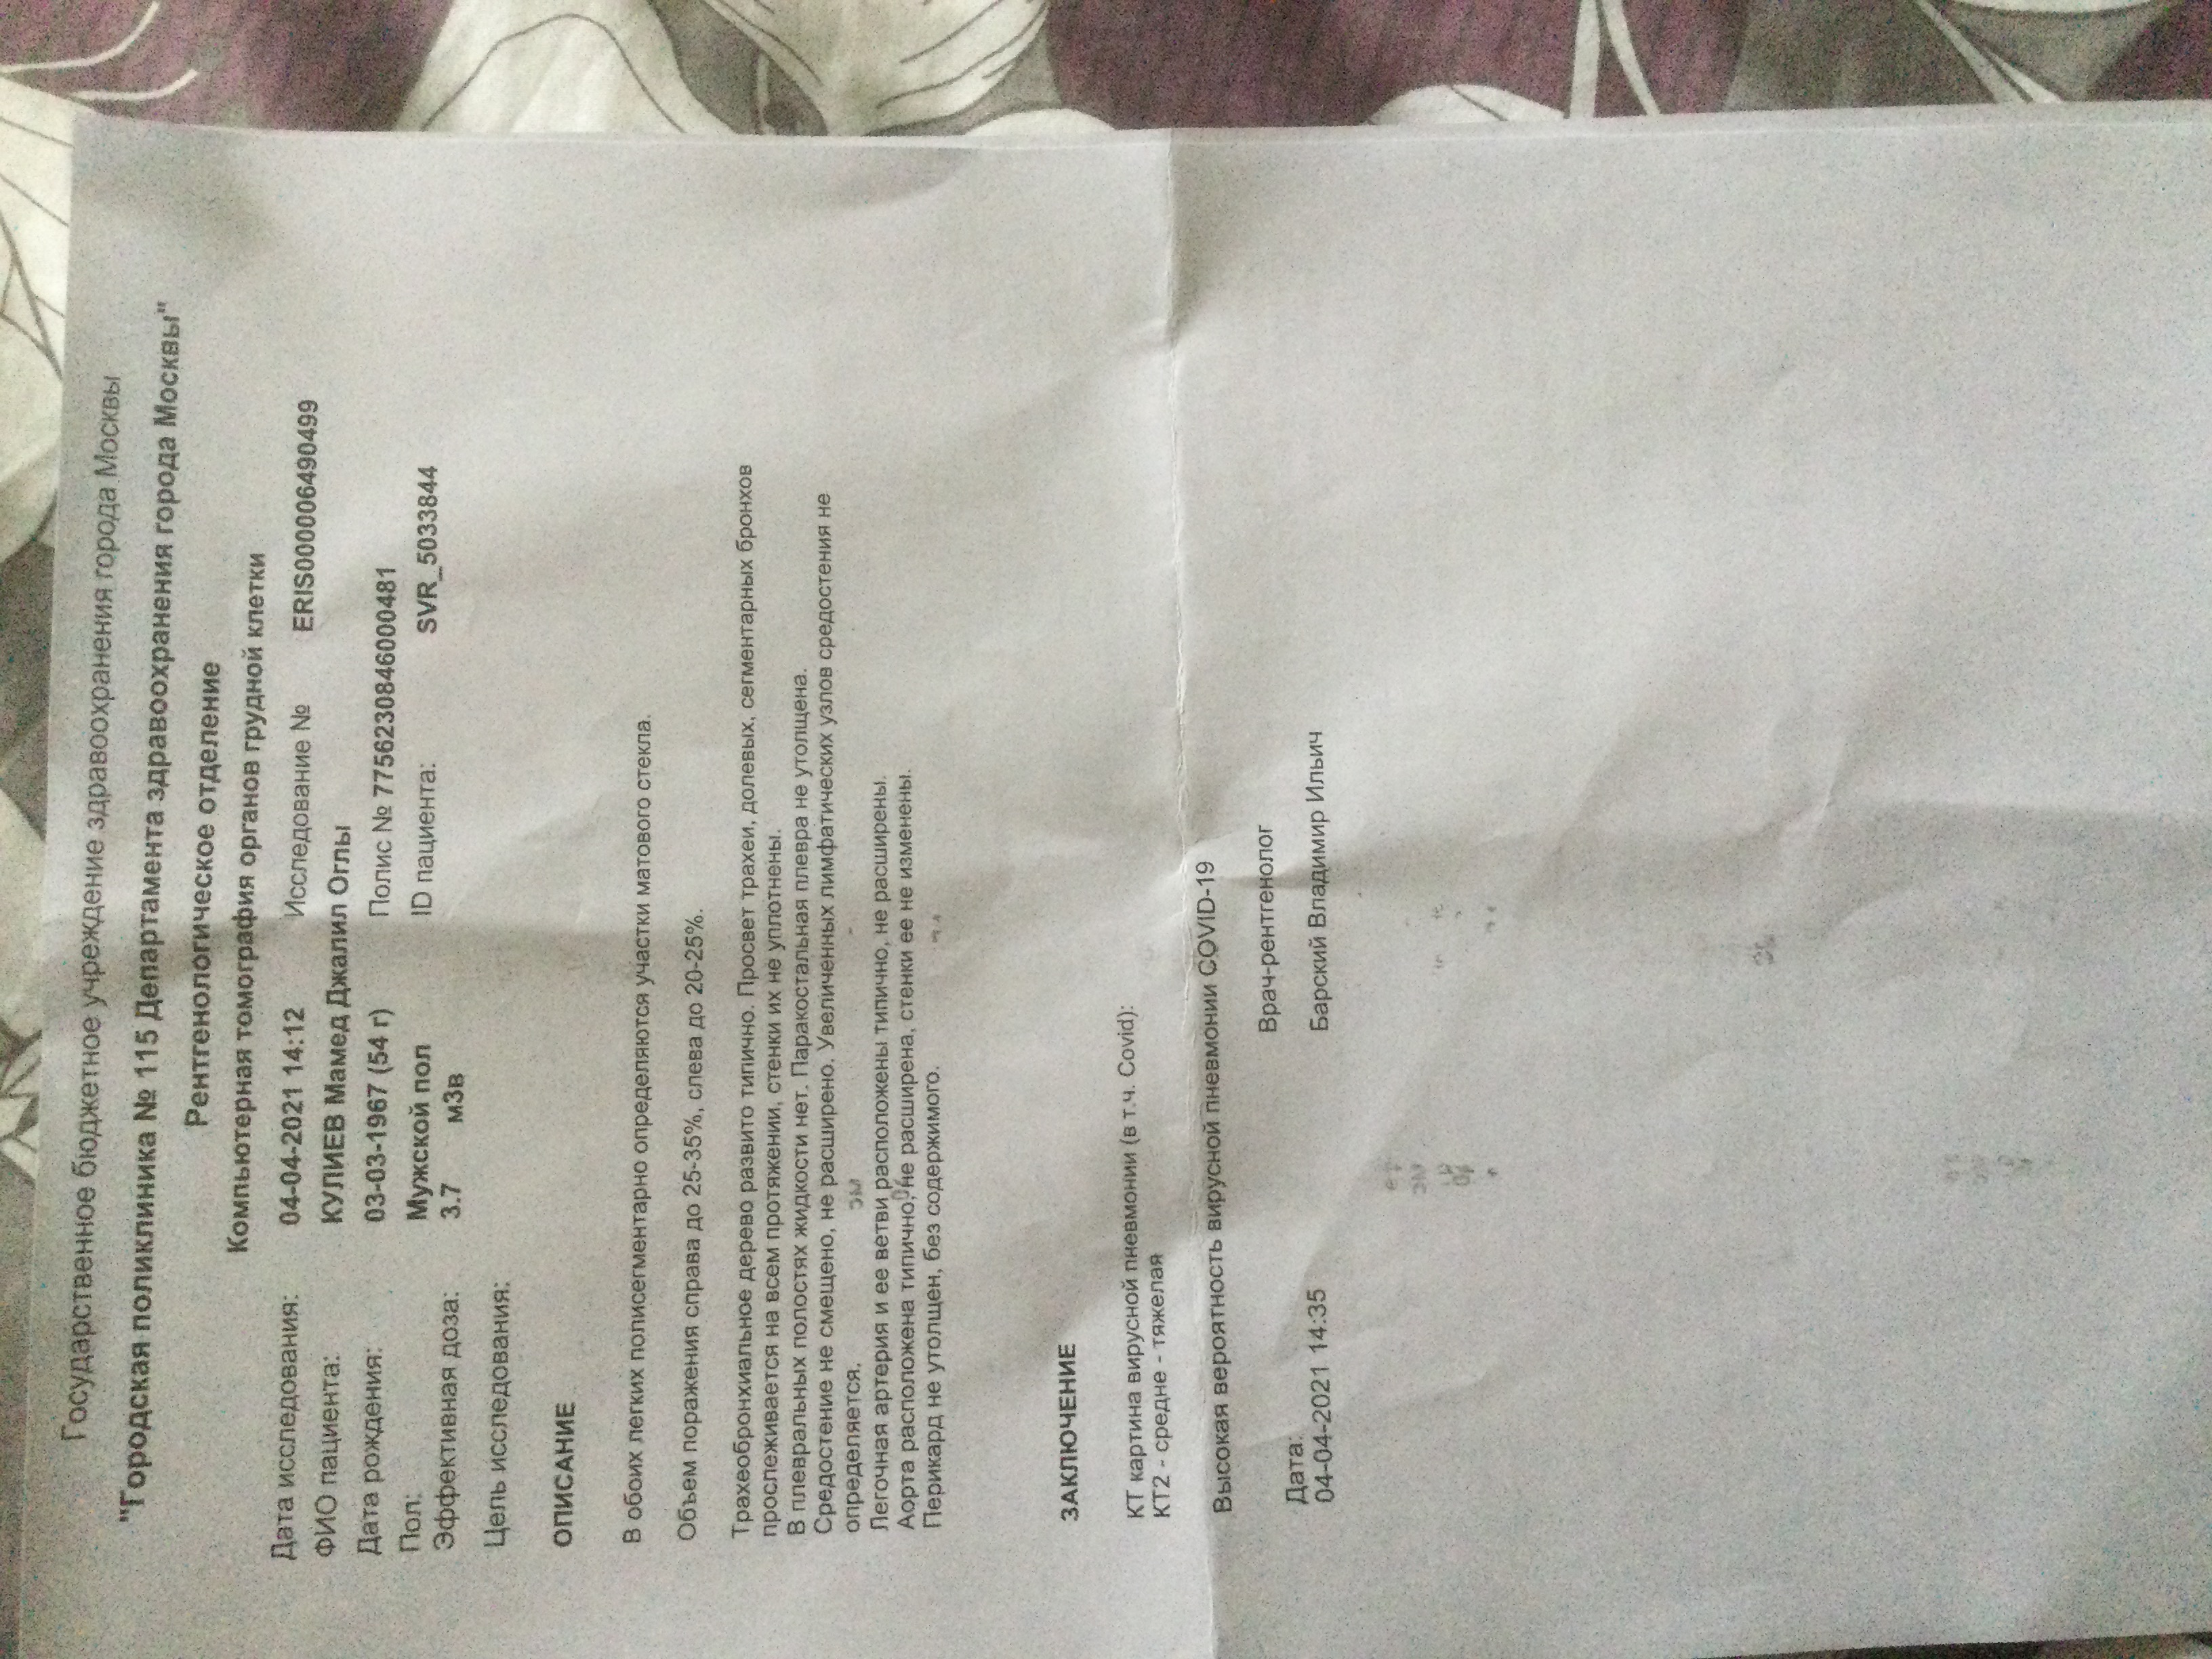 Государственное бюджетное учреждение здравоохранения города Москвы
"Городская поликлиника № 115 Департамента здравоохранения города Москвы"
Рентгенологическое отделение
Компьютерная томография органов грудной клетки
Дата исследования: 04-04-2021 14:12 Исследование № ERIS000006490499
ФИО пациента: КУЛИЕВ Мамед Джалил Оглы
Дата рождения: 03-03-1967 (54 г) Полис № 7756230846000481
Пол: Мужской пол ID пациента: SVR_5033844
Эффективная доза: 3.7 мЗв
Цель исследования:
ОПИСАНИЕ
В обоих легких полисегментарно определяются участки матового стекла.
Объем поражения справа до 25-35%, слева до 20-25%.
Трахеобронхиальное дерево развито типично. Просвет трахеи, долевых, сегментарных бронхов
прослеживается на всем протяжении, стенки их не уплотнены.
В плевральных полостях жидкости нет. Паракостальная плевра не утолщена.
Средостение не смещено, не расширено. Увеличенных лимфатических узлов средостения не
определяется.
Легочная артерия и ее ветви расположены типично, не расширены.
Аорта расположена типично, не расширена, стенки ее не изменены.
Перикард не утолщен, без содержимого.
ЗАКЛЮЧЕНИЕ
КТ картина вирусной пневмонии (в т.ч. Covid):
КТ2 - средне - тяжелая
Высокая вероятность вирусной пневмонии COVID-19
Дата: Врач-рентгенолог
04-04-2021 14:35 Барский Владимир Ильич